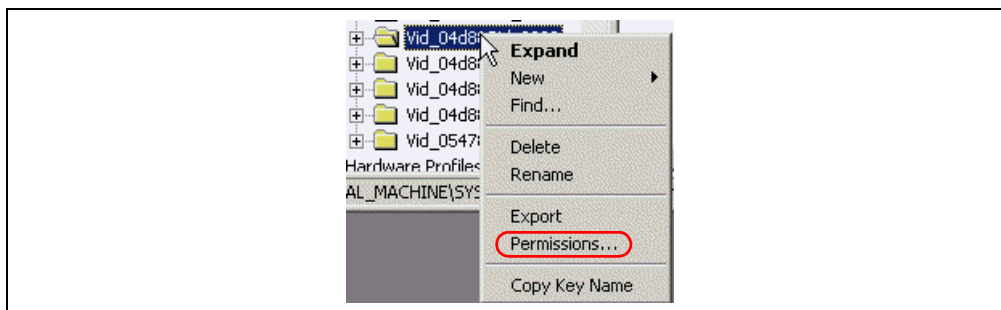 Vid_04d8
Expand
Vid_04d8
New
Vid_04d8
Find...
Vid_04d8
Vid_0547
Delete
Hardware Profiles
Rename
AL_MACHINE\SYS
Export
Permissions...
Copy Key Name